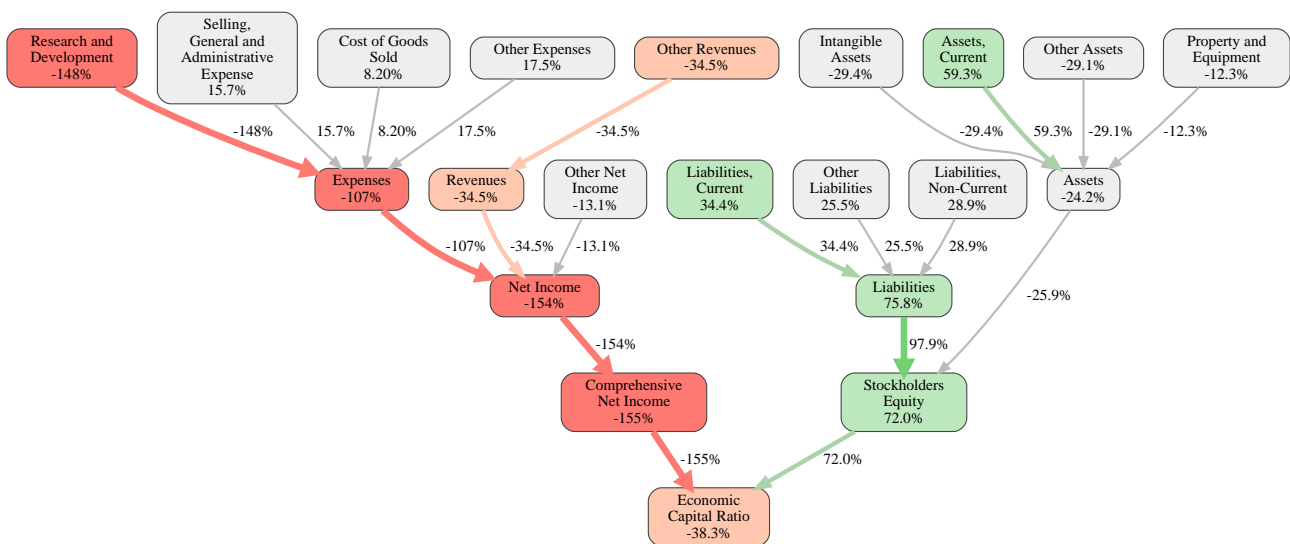 Research and
Development
-148%
Selling,
General and
Administrative
Expense
15.7%
Cost of Goods
Sold
8.20%
Other Expenses
17.5%
Other Revenues
-34.5%
Intangible
Assets
-29.4%
Assets,
Current
59.3%
Other Assets
-29.1%
Property and
Equipment
-12.3%
-148%
15.7%
8.20%
17.5%
-34.5%
-29.4%
59.3%
-29.1%
-12.3%
Expenses
-107%
Revenues
-34.5%
Other Net
Income
-13.1%
Liabilities,
Current
34.4%
Other
Liabilities
25.5%
Liabilities,
Non-Current
28.9%
Assets
-24.2%
-107%
-34.5%
-13.1%
34.4%
25.5%
28.9%
-25.9%
Net Income
-154%
Liabilities
75.8%
-154%
97.9%
Comprehensive
Net Income
-155%
Stockholders
Equity
72.0%
-155%
72.0%
Economic
Capital Ratio
-38.3%